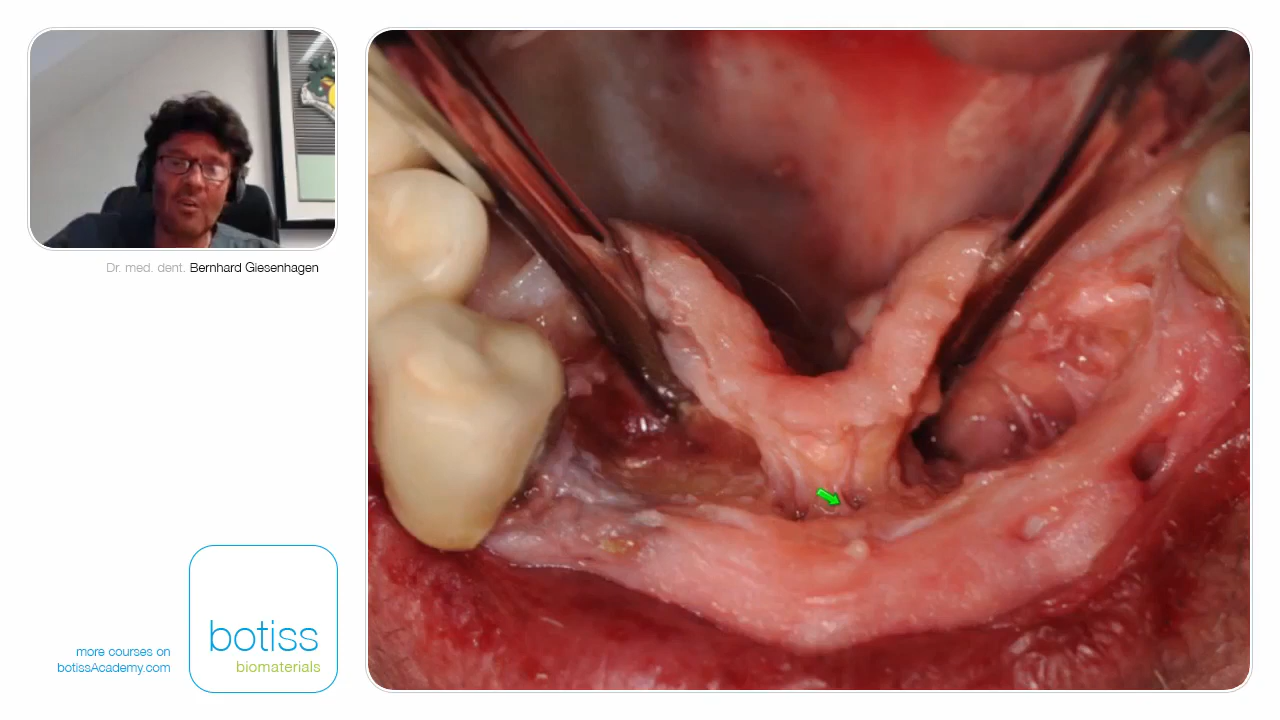 Dr. med. dent. Bernhard Giesenhagen
botiss
biomaterials
more courses on
botissAcademy.com